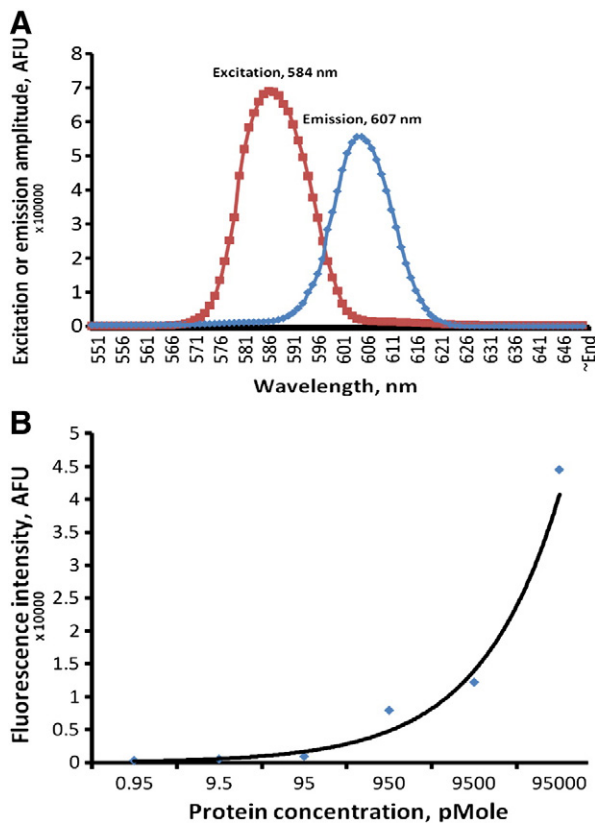 A
Excitation or emission amplitude, AFU
x 100000
8
7
6
5
4
3
2
1
0
Excitation, 584 nm
Emission, 607 nm
551 556 561 566 571 576 581 586 591 596 601 606 611 616 621 626 631 636 641 646 ~End
Wavelength, nm
B
Fluorescence intensity, AFU
x 10000
5
4.5
4
3.5
3
2.5
2
1.5
1
0.5
0
0.95 9.5 95 950 9500 95000
Protein concentration, pMole